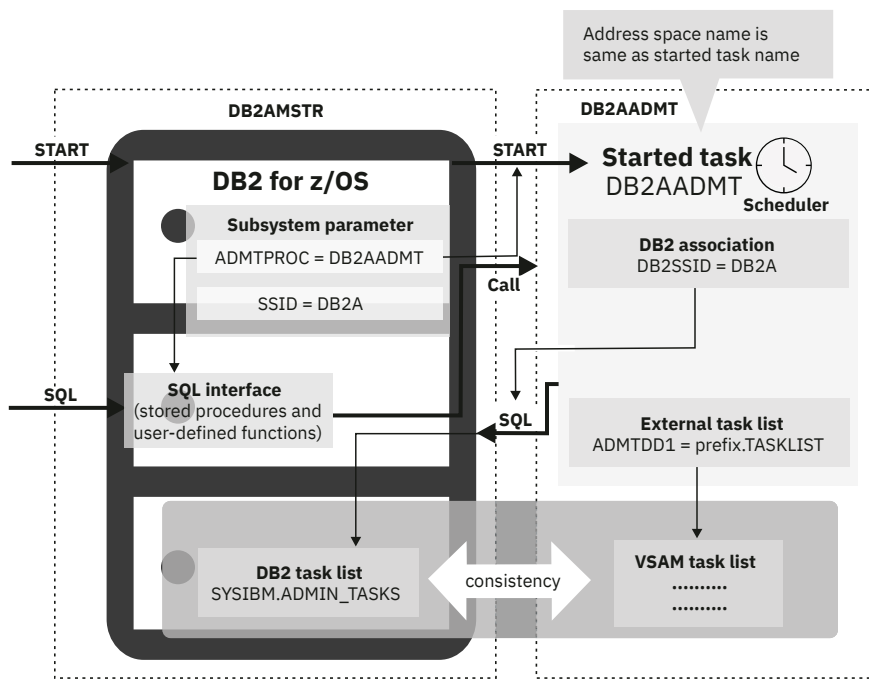 Address space name is
same as started task name
DB2AMSTR
DB2AADMT
START
START
DB2 for z/OS
Started task
DB2AADMT
Scheduler
Subsystem parameter
ADMTPROC = DB2AADMT
SSID = DB2A
Call
DB2 association
DB2SSID = DB2A
SQL
SQL interface
(stored procedures and
user-defined functions)
SQL
External task list
ADMTDD1 = prefix.TASKLIST
DB2 task list
SYSIBM.ADMIN_TASKS
consistency
VSAM task list
..........
..........